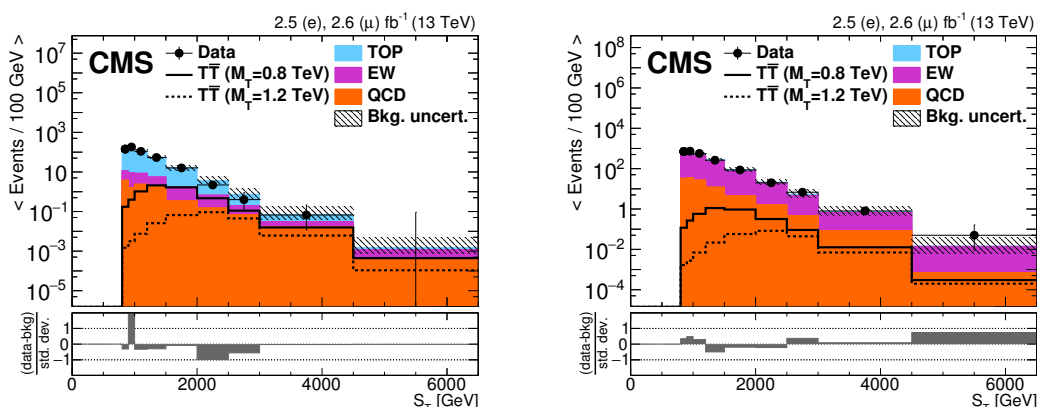 2.5 (e), 2.6 (μ) fb⁻¹ (13 TeV)
< Events / 100 GeV >
CMS
Data
TT̅ (M_T=0.8 TeV)
TT̅ (M_T=1.2 TeV)
TOP
EW
QCD
Bkg. uncert.
10⁷
10⁵
10³
10
10⁻¹
10⁻³
10⁻⁵
(data-bkg)
std. dev.
1
0
−1
0 2000 4000 6000
S_T [GeV]
2.5 (e), 2.6 (μ) fb⁻¹ (13 TeV)
< Events / 100 GeV >
CMS
Data
TT̅ (M_T=0.8 TeV)
TT̅ (M_T=1.2 TeV)
TOP
EW
QCD
Bkg. uncert.
10⁸
10⁶
10⁴
10²
1
10⁻²
10⁻⁴
(data-bkg)
std. dev.
1
0
−1
0 2000 4000 6000
S_T [GeV]